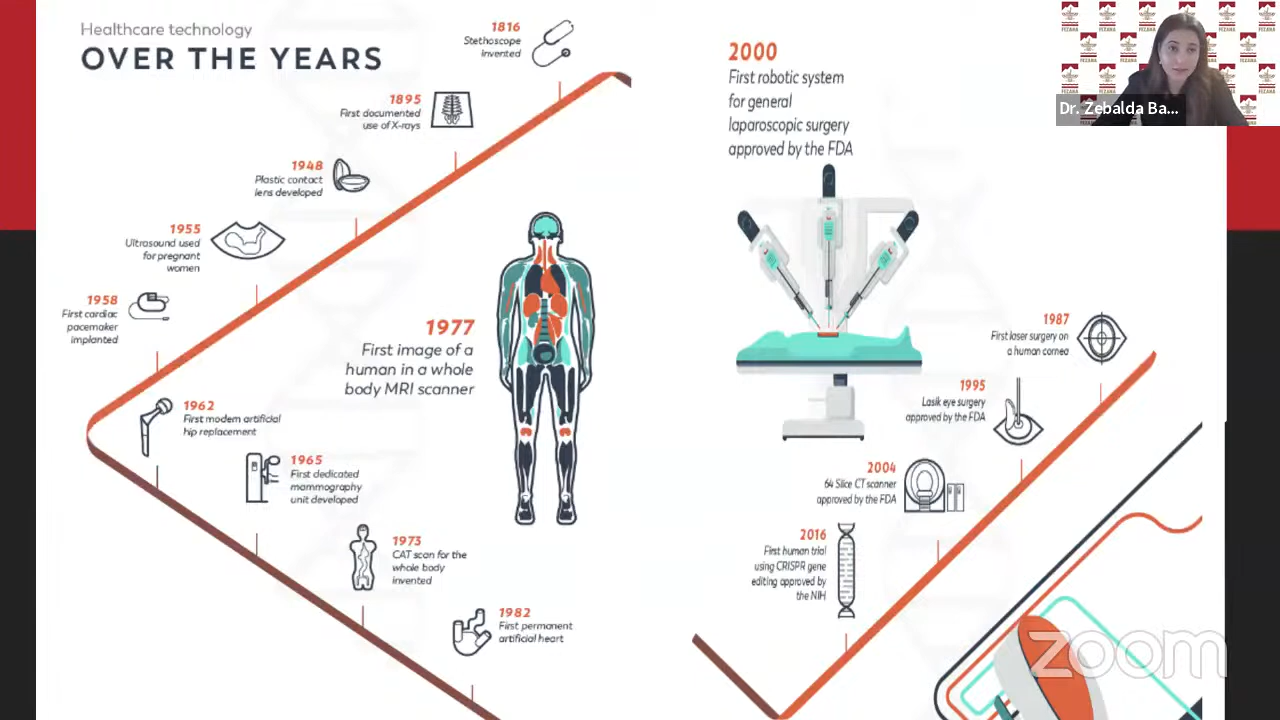 Healthcare technology
OVER THE YEARS
1816
Stethoscope
Invented
1895
First documented
use of X-rays
1948
Plastic contact
lens developed
1955
Ultrasound used
for pregnant
women
1958
First cardiac
pacemaker
implanted
1962
First modern artificial
hip replacement
1965
First dedicated
mammography
unit developed
1973
CAT scan for the
whole body
invented
1977
First image of a
human in a whole
body MRI scanner
1982
First permanent
artificial heart
2000
First robotic system
for general
laparoscopic surgery
approved by the FDA
1987
First laser surgery on
a human cornea
1995
Lasik eye surgery
approved by the FDA
2004
64 Slice CT scanner
approved by the FDA
2016
First human trial
using CRISPR gene
editing approved by
the NIH
FEZANA
FEZANA
FEZANA
FEZANA
FEZANA
Dr. Zebalda Ba...
zoom